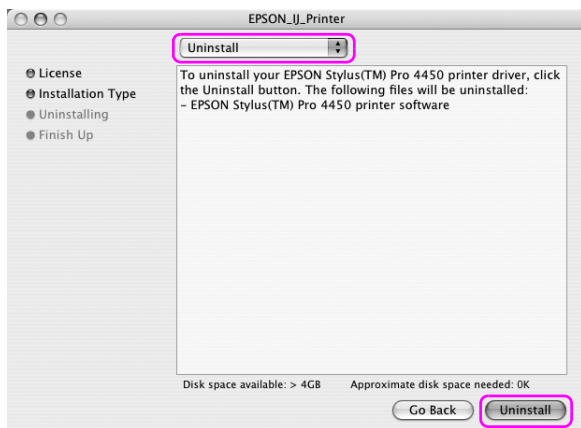 EPSON_IJ_Printer
Uninstall
License
Installation Type
Uninstalling
Finish Up
To uninstall your EPSON Stylus(TM) Pro 4450 printer driver, click
the Uninstall button. The following files will be uninstalled:
– EPSON Stylus(TM) Pro 4450 printer software
Disk space available: > 4GB Approximate disk space needed: 0K
Go Back Uninstall